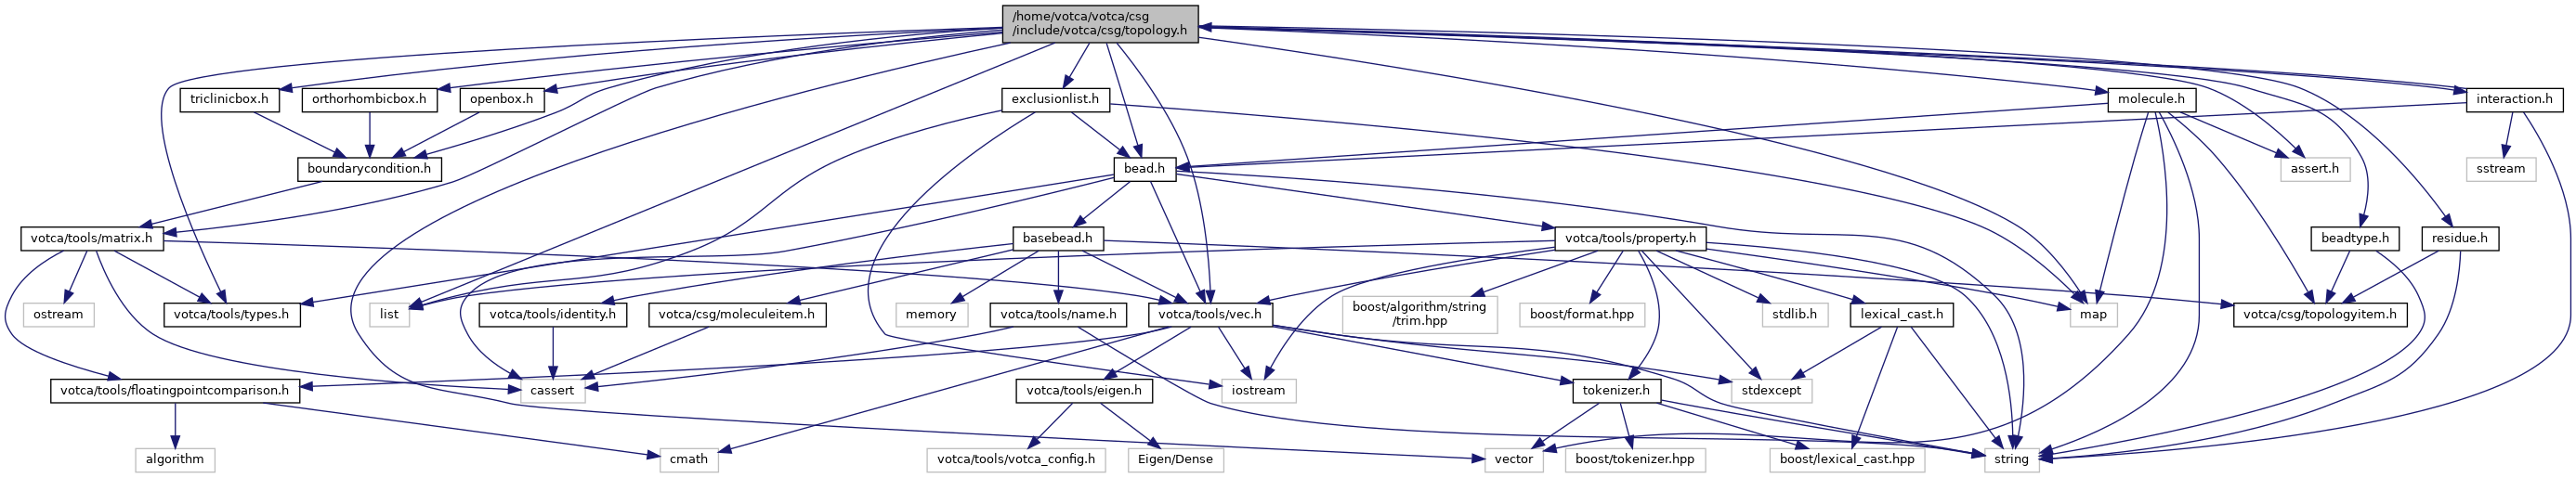 /home/votca/votca/csg
/include/votca/csg/topology.h
triclinicbox.h
orthorhombicbox.h
openbox.h
exclusionlist.h
molecule.h
interaction.h
boundarycondition.h
bead.h
assert.h
sstream
votca/tools/matrix.h
basebead.h
votca/tools/property.h
beadtype.h
residue.h
ostream
votca/tools/types.h
list
votca/tools/identity.h
votca/csg/moleculeitem.h
memory
votca/tools/name.h
votca/tools/vec.h
boost/algorithm/string
/trim.hpp
boost/format.hpp
stdlib.h
lexical_cast.h
map
votca/csg/topologyitem.h
votca/tools/floatingpointcomparison.h
cassert
votca/tools/eigen.h
iostream
tokenizer.h
stdexcept
algorithm
cmath
votca/tools/votca_config.h
Eigen/Dense
vector
boost/tokenizer.hpp
boost/lexical_cast.hpp
string